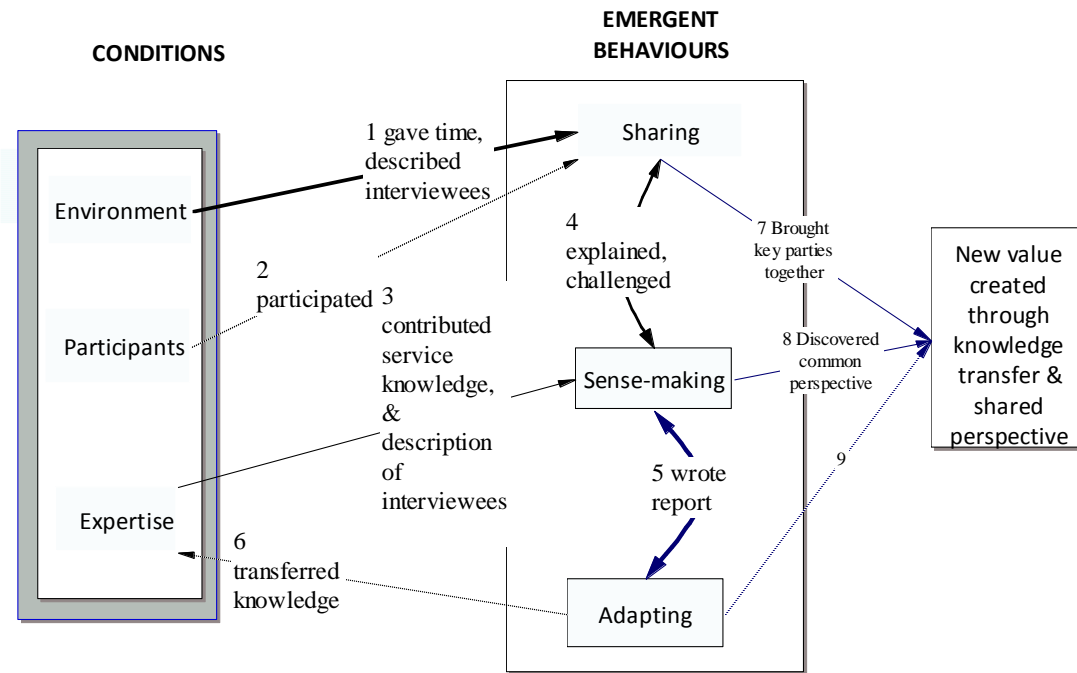 CONDITIONS
EMERGENT
BEHAVIOURS
Environment
Participants
Expertise
1 gave time,
described
interviewees
2
participated
3
contributed
service
knowledge,
&
description
of
interviewees
6
transferred
knowledge
Sharing
4
explained,
challenged
Sense-making
5 wrote
report
Adapting
7 Brought
key parties
together
8 Discovered
common
perspective
9
New value
created
through
knowledge
transfer &
shared
perspective